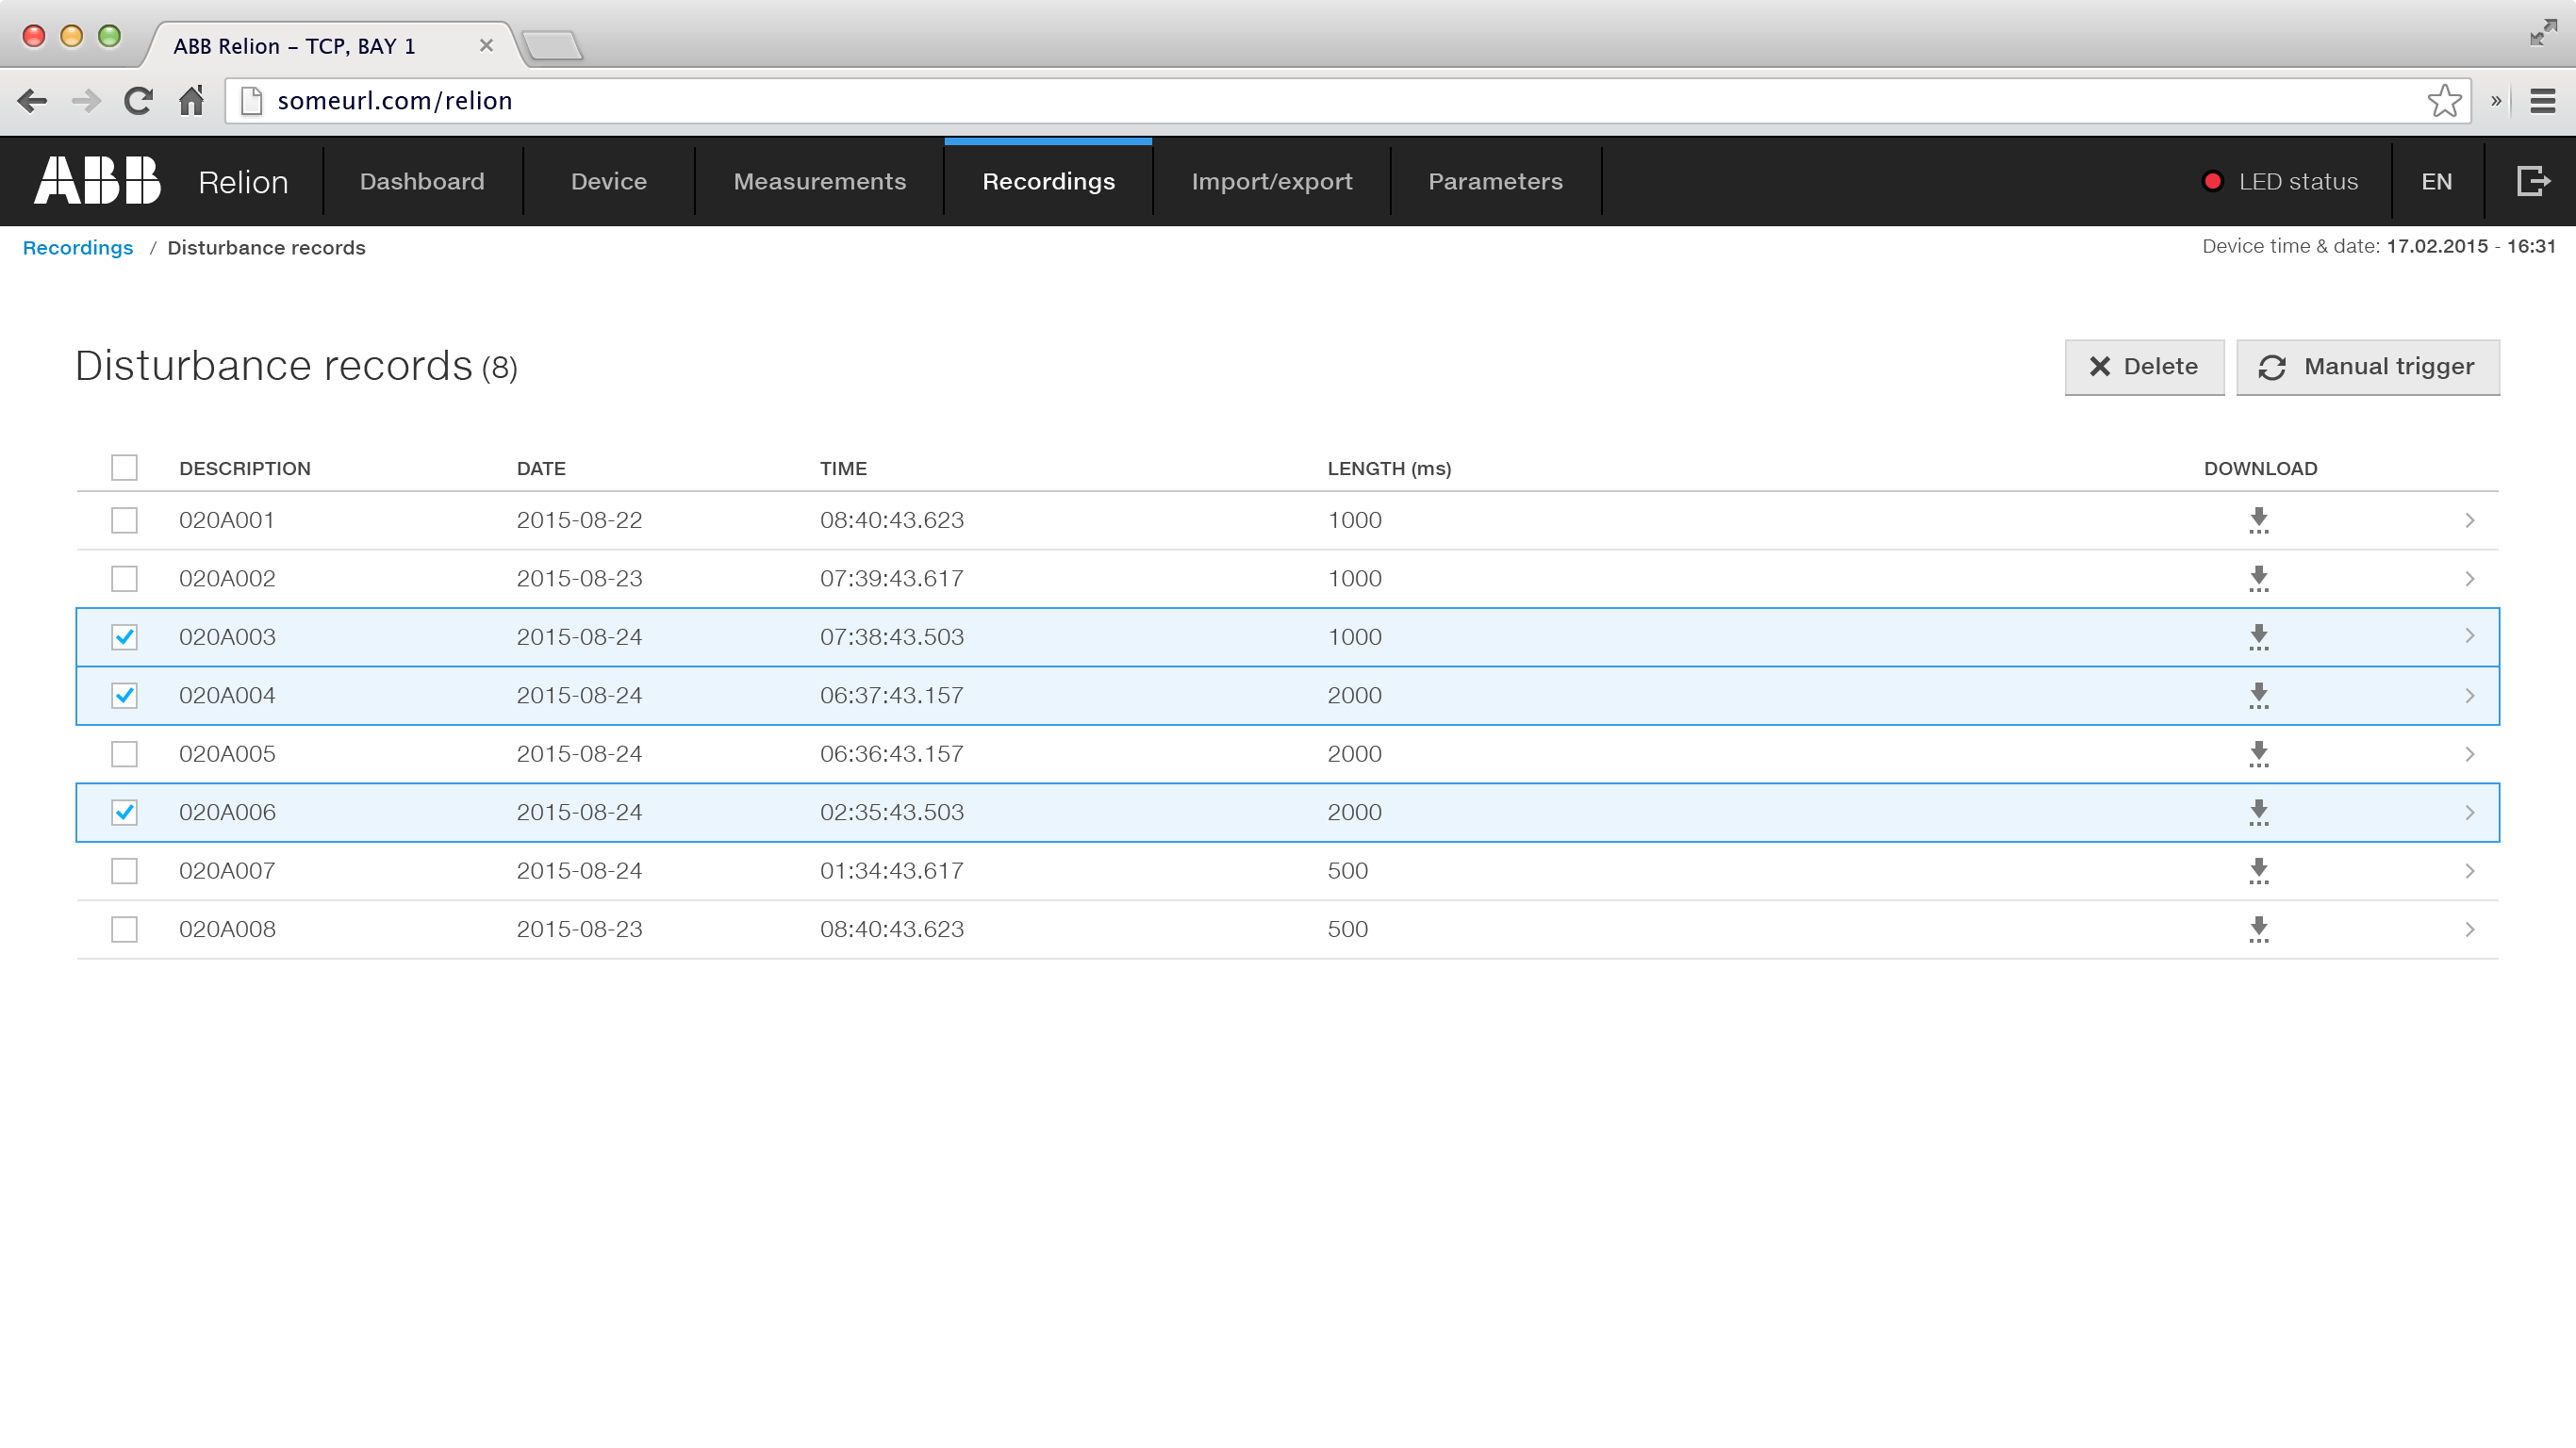 ABB Relion – TCP, BAY 1
someurl.com/relion
ABB Relion Dashboard Device Measurements Recordings Import/export Parameters LED status EN
Recordings / Disturbance records Device time & date: 17.02.2015 - 16:31
Disturbance records (8) Delete Manual trigger
DESCRIPTION DATE TIME LENGTH (ms) DOWNLOAD
020A001 2015-08-22 08:40:43.623 1000
020A002 2015-08-23 07:39:43.617 1000
020A003 2015-08-24 07:38:43.503 1000
020A004 2015-08-24 06:37:43.157 2000
020A005 2015-08-24 06:36:43.157 2000
020A006 2015-08-24 02:35:43.503 2000
020A007 2015-08-24 01:34:43.617 500
020A008 2015-08-23 08:40:43.623 500